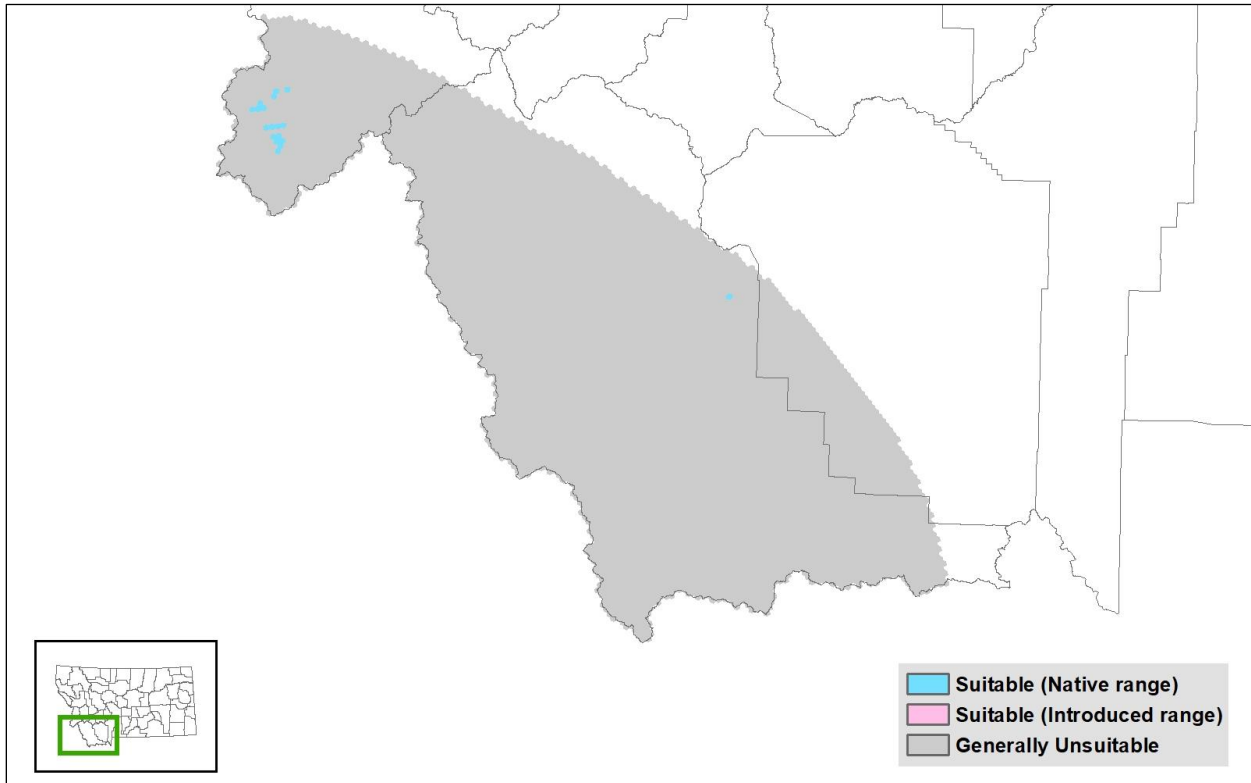 Suitable (Native range)
Suitable (Introduced range)
Generally Unsuitable